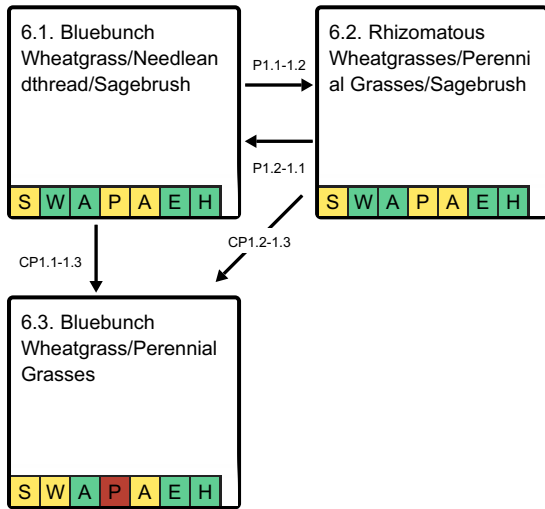 6.1. Bluebunch
Wheatgrass/Needlean
dthread/Sagebrush
S W A P A E H
P1.1-1.2
P1.2-1.1
6.2. Rhizomatous
Wheatgrasses/Perenni
al Grasses/Sagebrush
S W A P A E H
CP1.1-1.3
CP1.2-1.3
6.3. Bluebunch
Wheatgrass/Perennial
Grasses
S W A P A E H